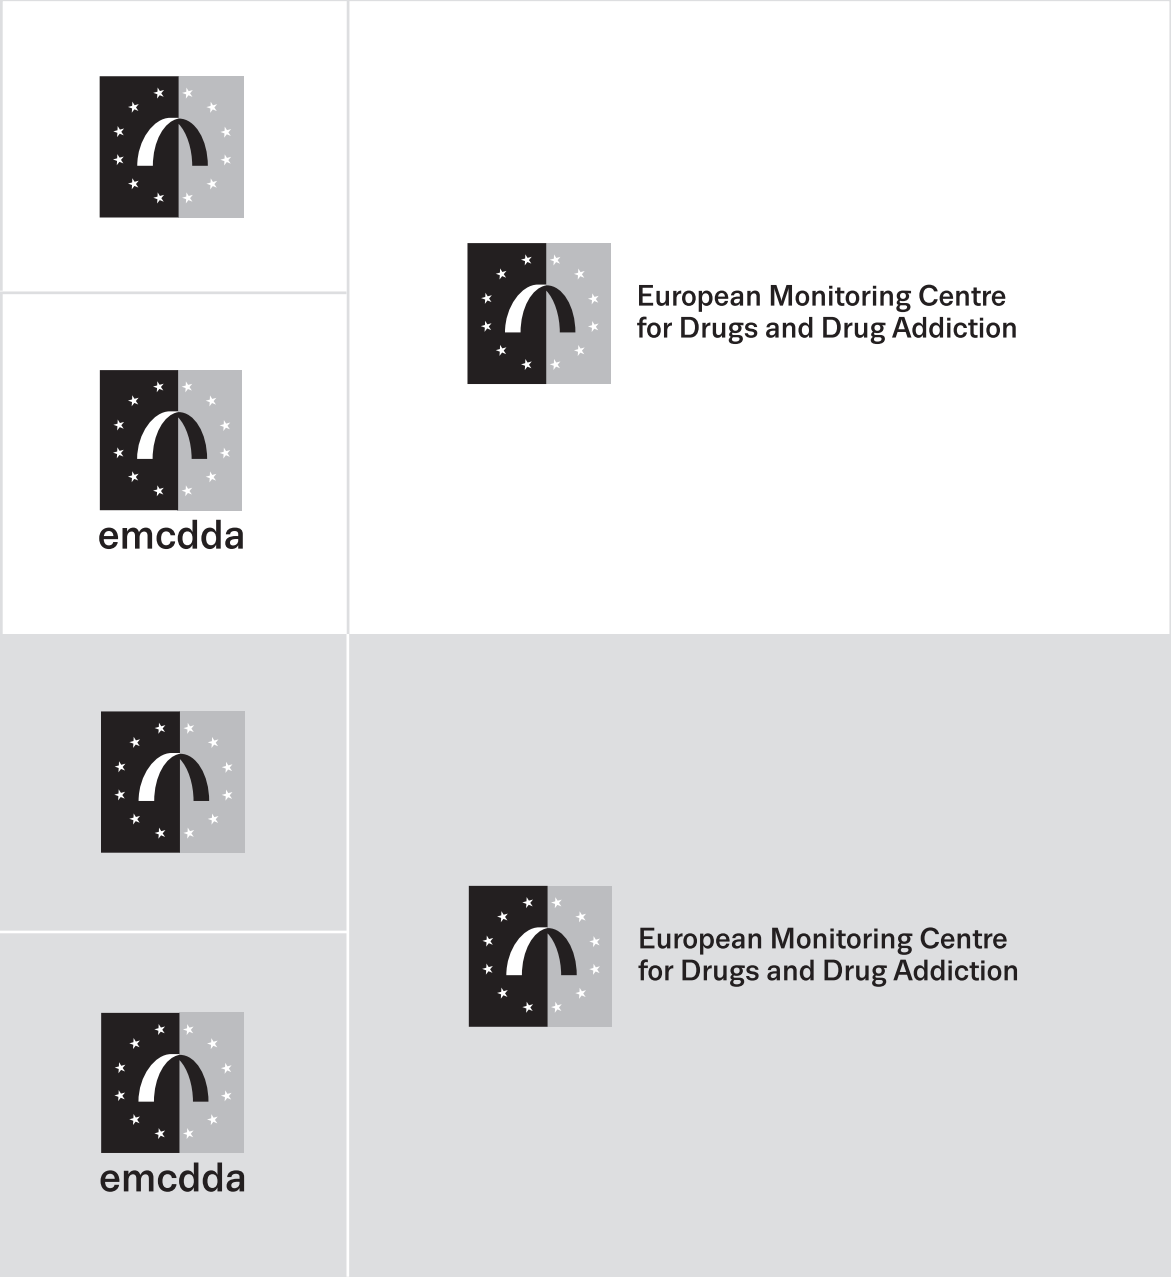 European Monitoring Centre
for Drugs and Drug Addiction
emcdda
European Monitoring Centre
for Drugs and Drug Addiction
emcdda